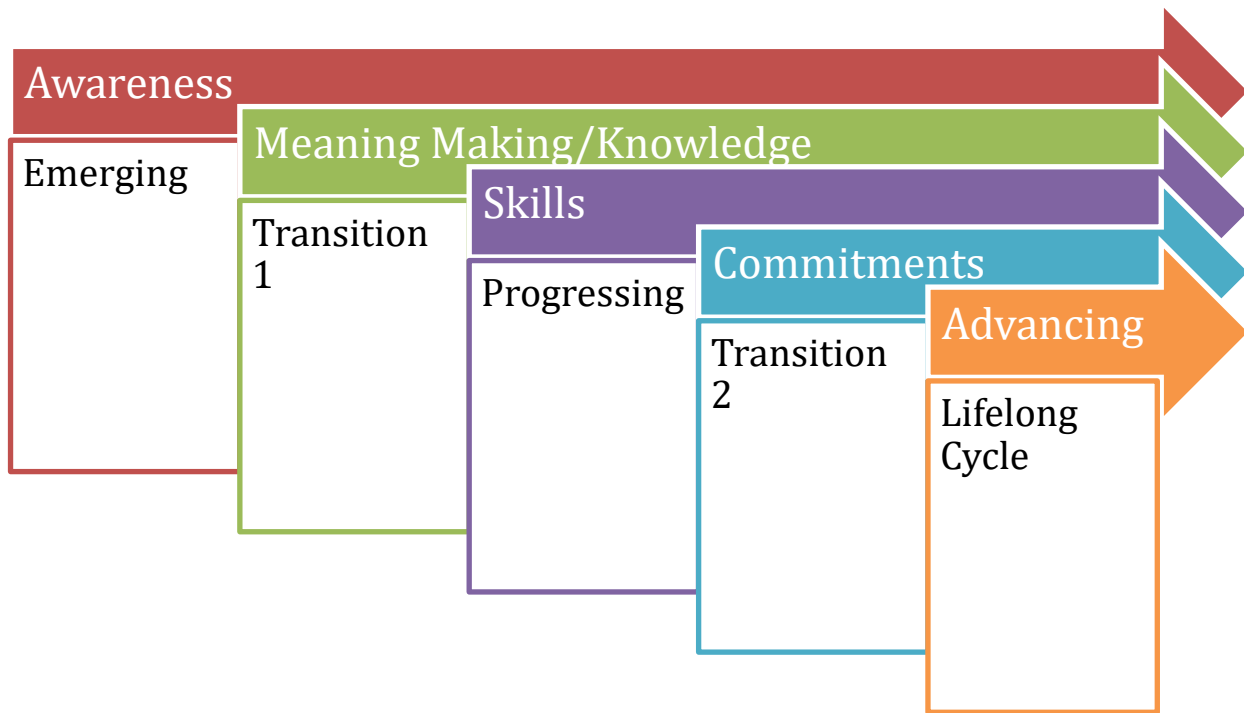 Awareness
Emerging
Meaning Making/Knowledge
Transition
1
Skills
Progressing
Commitments
Transition
2
Advancing
Lifelong
Cycle